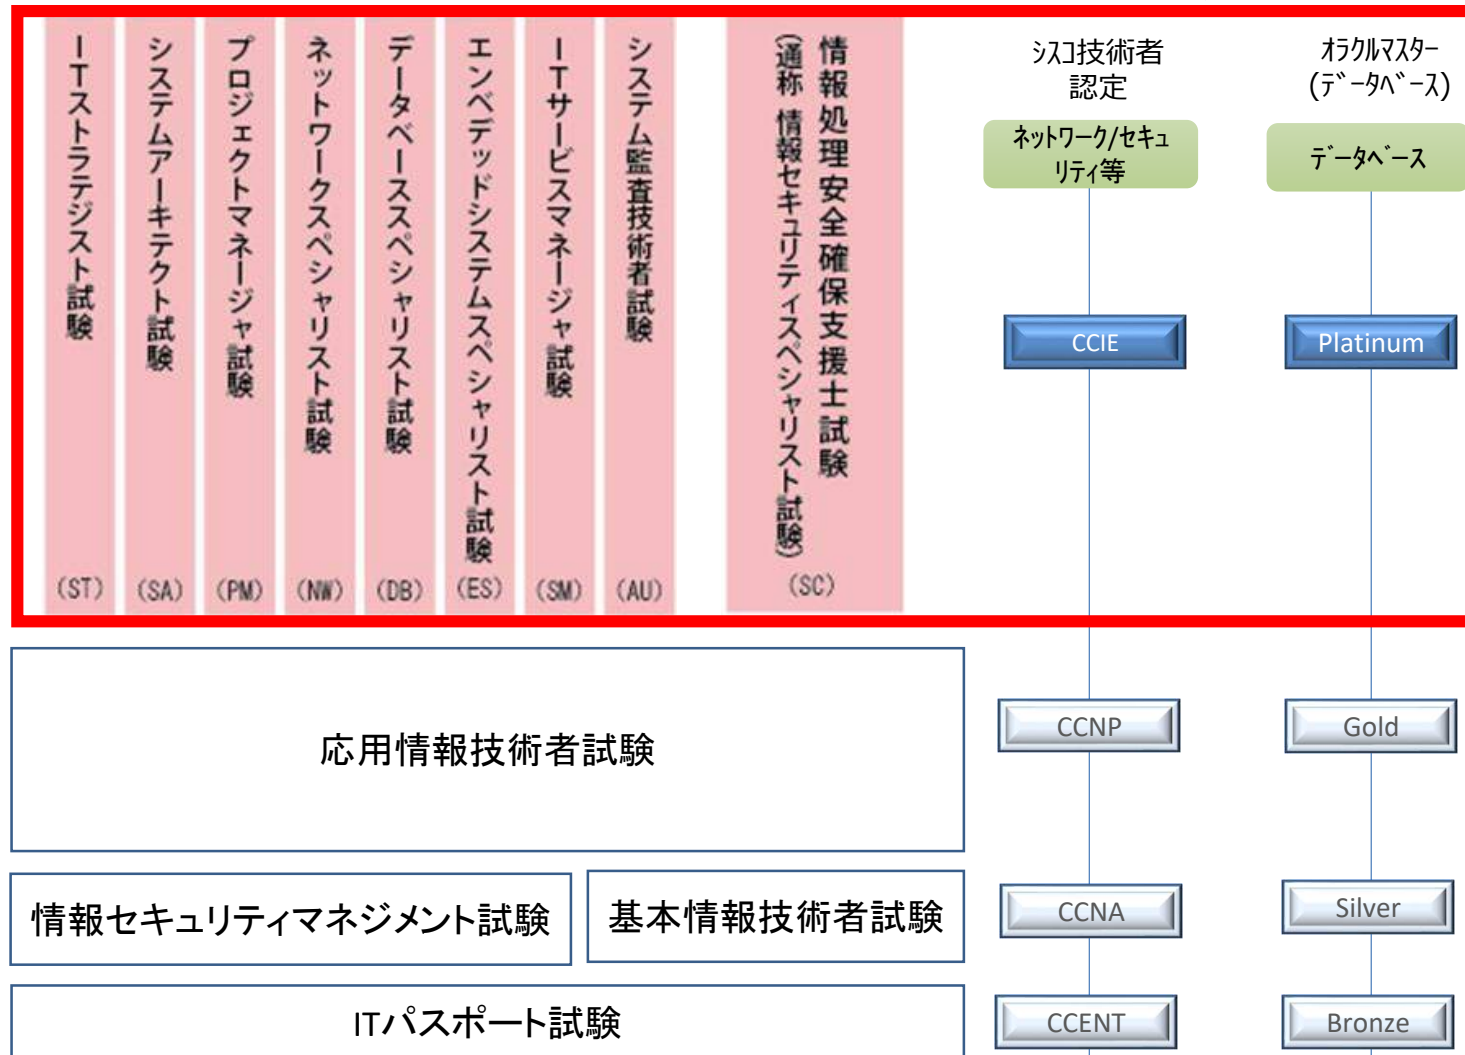 ITストラテジスト試験
(ST)
システムアーキテクト試験
(SA)
プロジェクトマネージャ試験
(PM)
ネットワークスペシャリスト試験
(NW)
データベーススペシャリスト試験
(DB)
エンベデッドシステムスペシャリスト試験
(ES)
ITサービスマネージャ試験
(SM)
システム監査技術者試験
(AU)
情報処理安全確保支援士試験
(通称 情報セキュリティスペシャリスト試験)
(SC)
ｼｽｺ技術者
認定
ﾈｯﾄﾜｰｸ/ｾｷｭ
ﾘﾃｨ等
CCIE
ｵﾗｸﾙﾏｽﾀｰ
(ﾃﾞｰﾀﾍﾞｰｽ)
ﾃﾞｰﾀﾍﾞｰｽ
Platinum
応用情報技術者試験
CCNP
Gold
情報セキュリティマネジメント試験
基本情報技術者試験
CCNA
Silver
ITパスポート試験
CCENT
Bronze